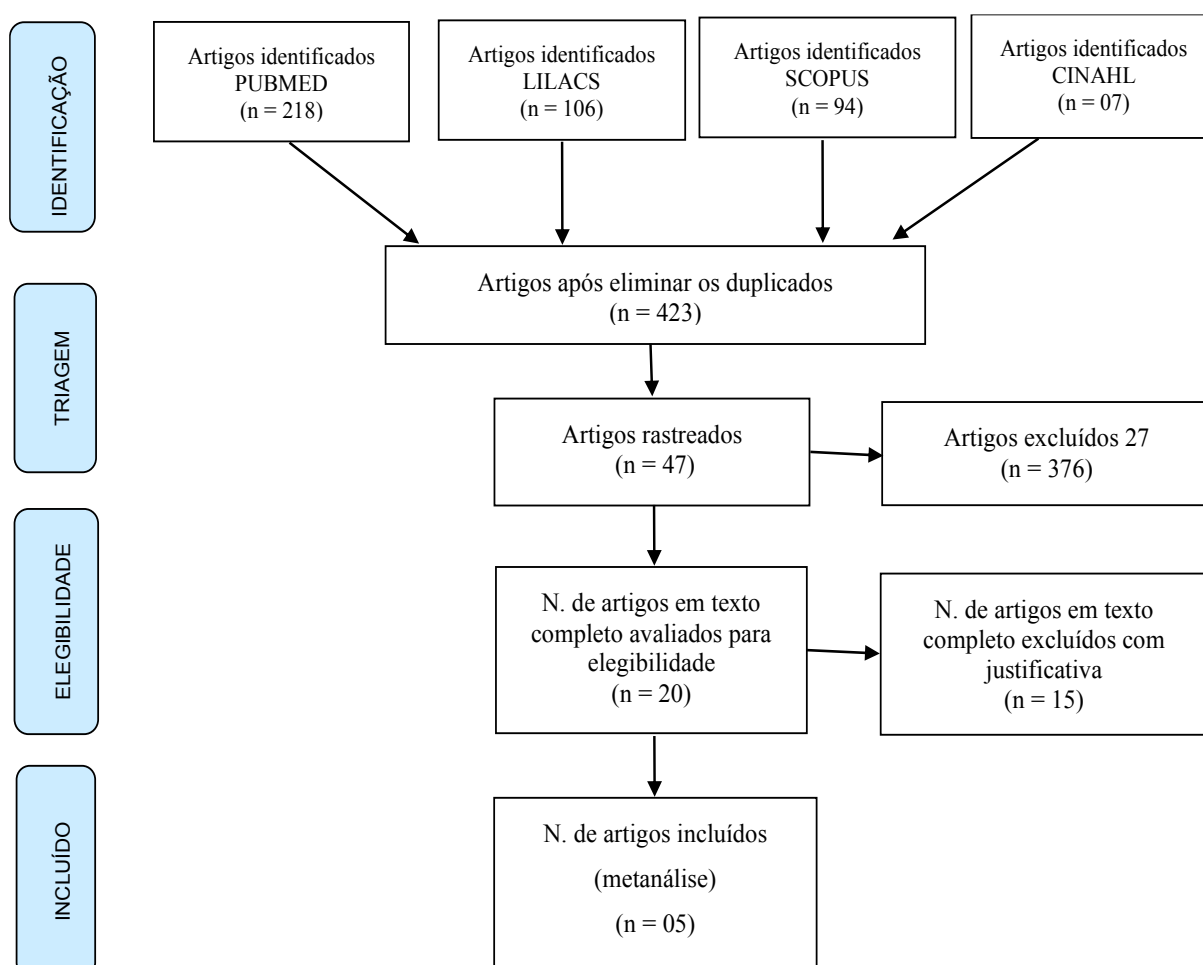 IDENTIFICAÇÃO
Artigos identificados
PUBMED
(n = 218)
Artigos identificados
LILACS
(n = 106)
Artigos identificados
SCOPUS
(n = 94)
Artigos identificados
CINAHL
(n = 07)
Artigos após eliminar os duplicados
(n = 423)
TRIAGEM
Artigos rastreados
(n = 47)
Artigos excluídos 27
(n = 376)
ELEGIBILIDADE
N. de artigos em texto
completo avaliados para
elegibilidade
(n = 20)
N. de artigos em texto
completo excluídos com
justificativa
(n = 15)
INCLUÍDO
N. de artigos incluídos
(metanálise)
(n = 05)